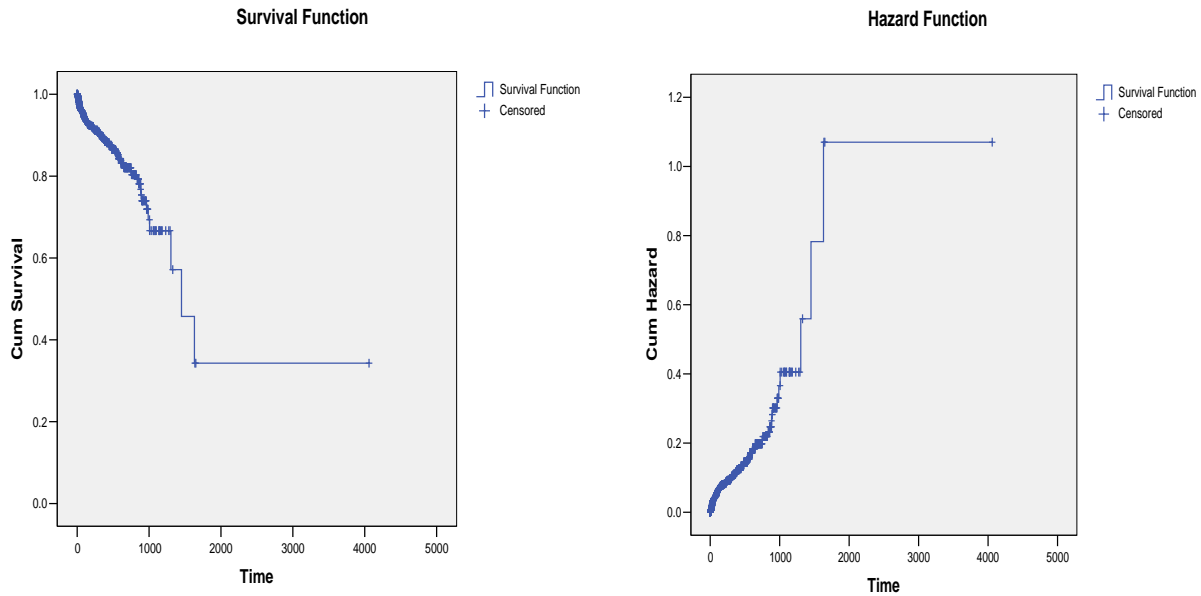 Survival Function
Cum Survival
1.0
0.8
0.6
0.4
0.2
0.0
0 1000 2000 3000 4000 5000
Time
Survival Function
Censored
Hazard Function
Cum Hazard
1.2
1.0
0.8
0.6
0.4
0.2
0.0
0 1000 2000 3000 4000 5000
Time
Survival Function
Censored